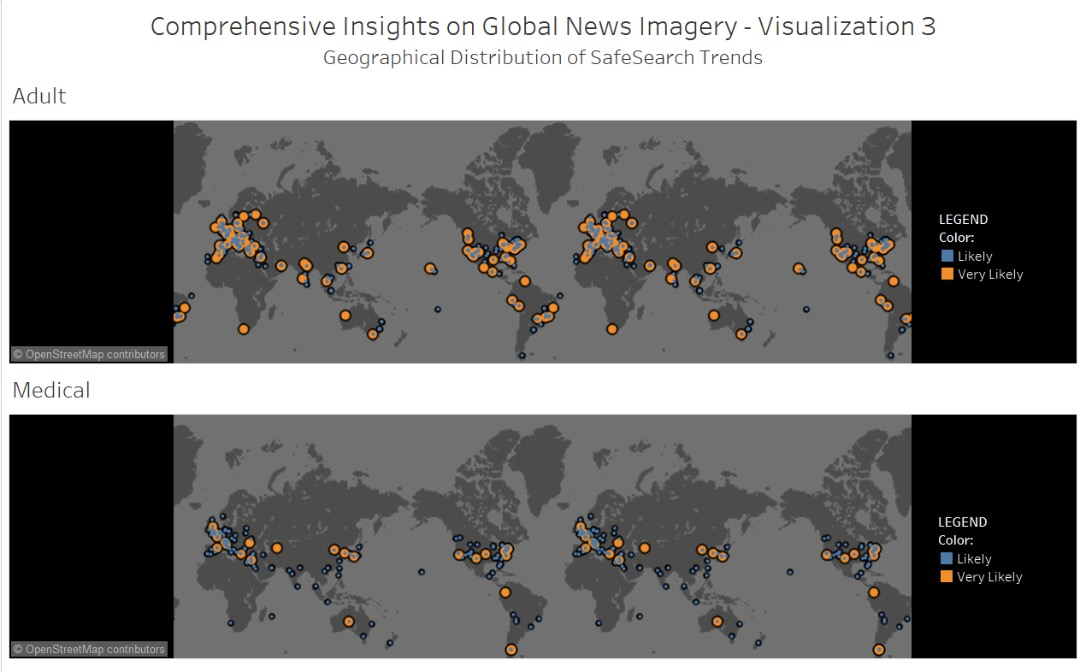 Comprehensive Insights on Global News Imagery - Visualization 3
Geographical Distribution of SafeSearch Trends
Adult
LEGEND
Color:
Likely
Very Likely
© OpenStreetMap contributors
Medical
LEGEND
Color:
Likely
Very Likely
© OpenStreetMap contributors